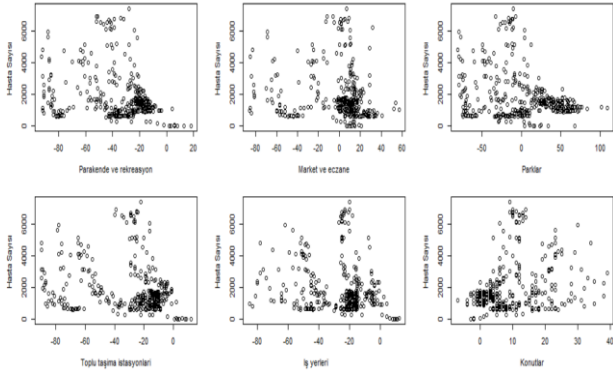 Hasta Sayısı
6000
4000
2000
0
-80 -60 -40 -20 0 20
Parakende ve rekreasyon
Hasta Sayısı
6000
4000
2000
0
-80 -60 -40 -20 0 20 40 60
Market ve eczane
Hasta Sayısı
6000
4000
2000
0
-50 0 50 100
Parklar
Hasta Sayısı
6000
4000
2000
0
-80 -60 -40 -20 0
Toplu taşıma istasyonlari
Hasta Sayısı
6000
4000
2000
0
-80 -60 -40 -20 0
İş yerleri
Hasta Sayısı
6000
4000
2000
0
0 10 20 30 40
Konutlar